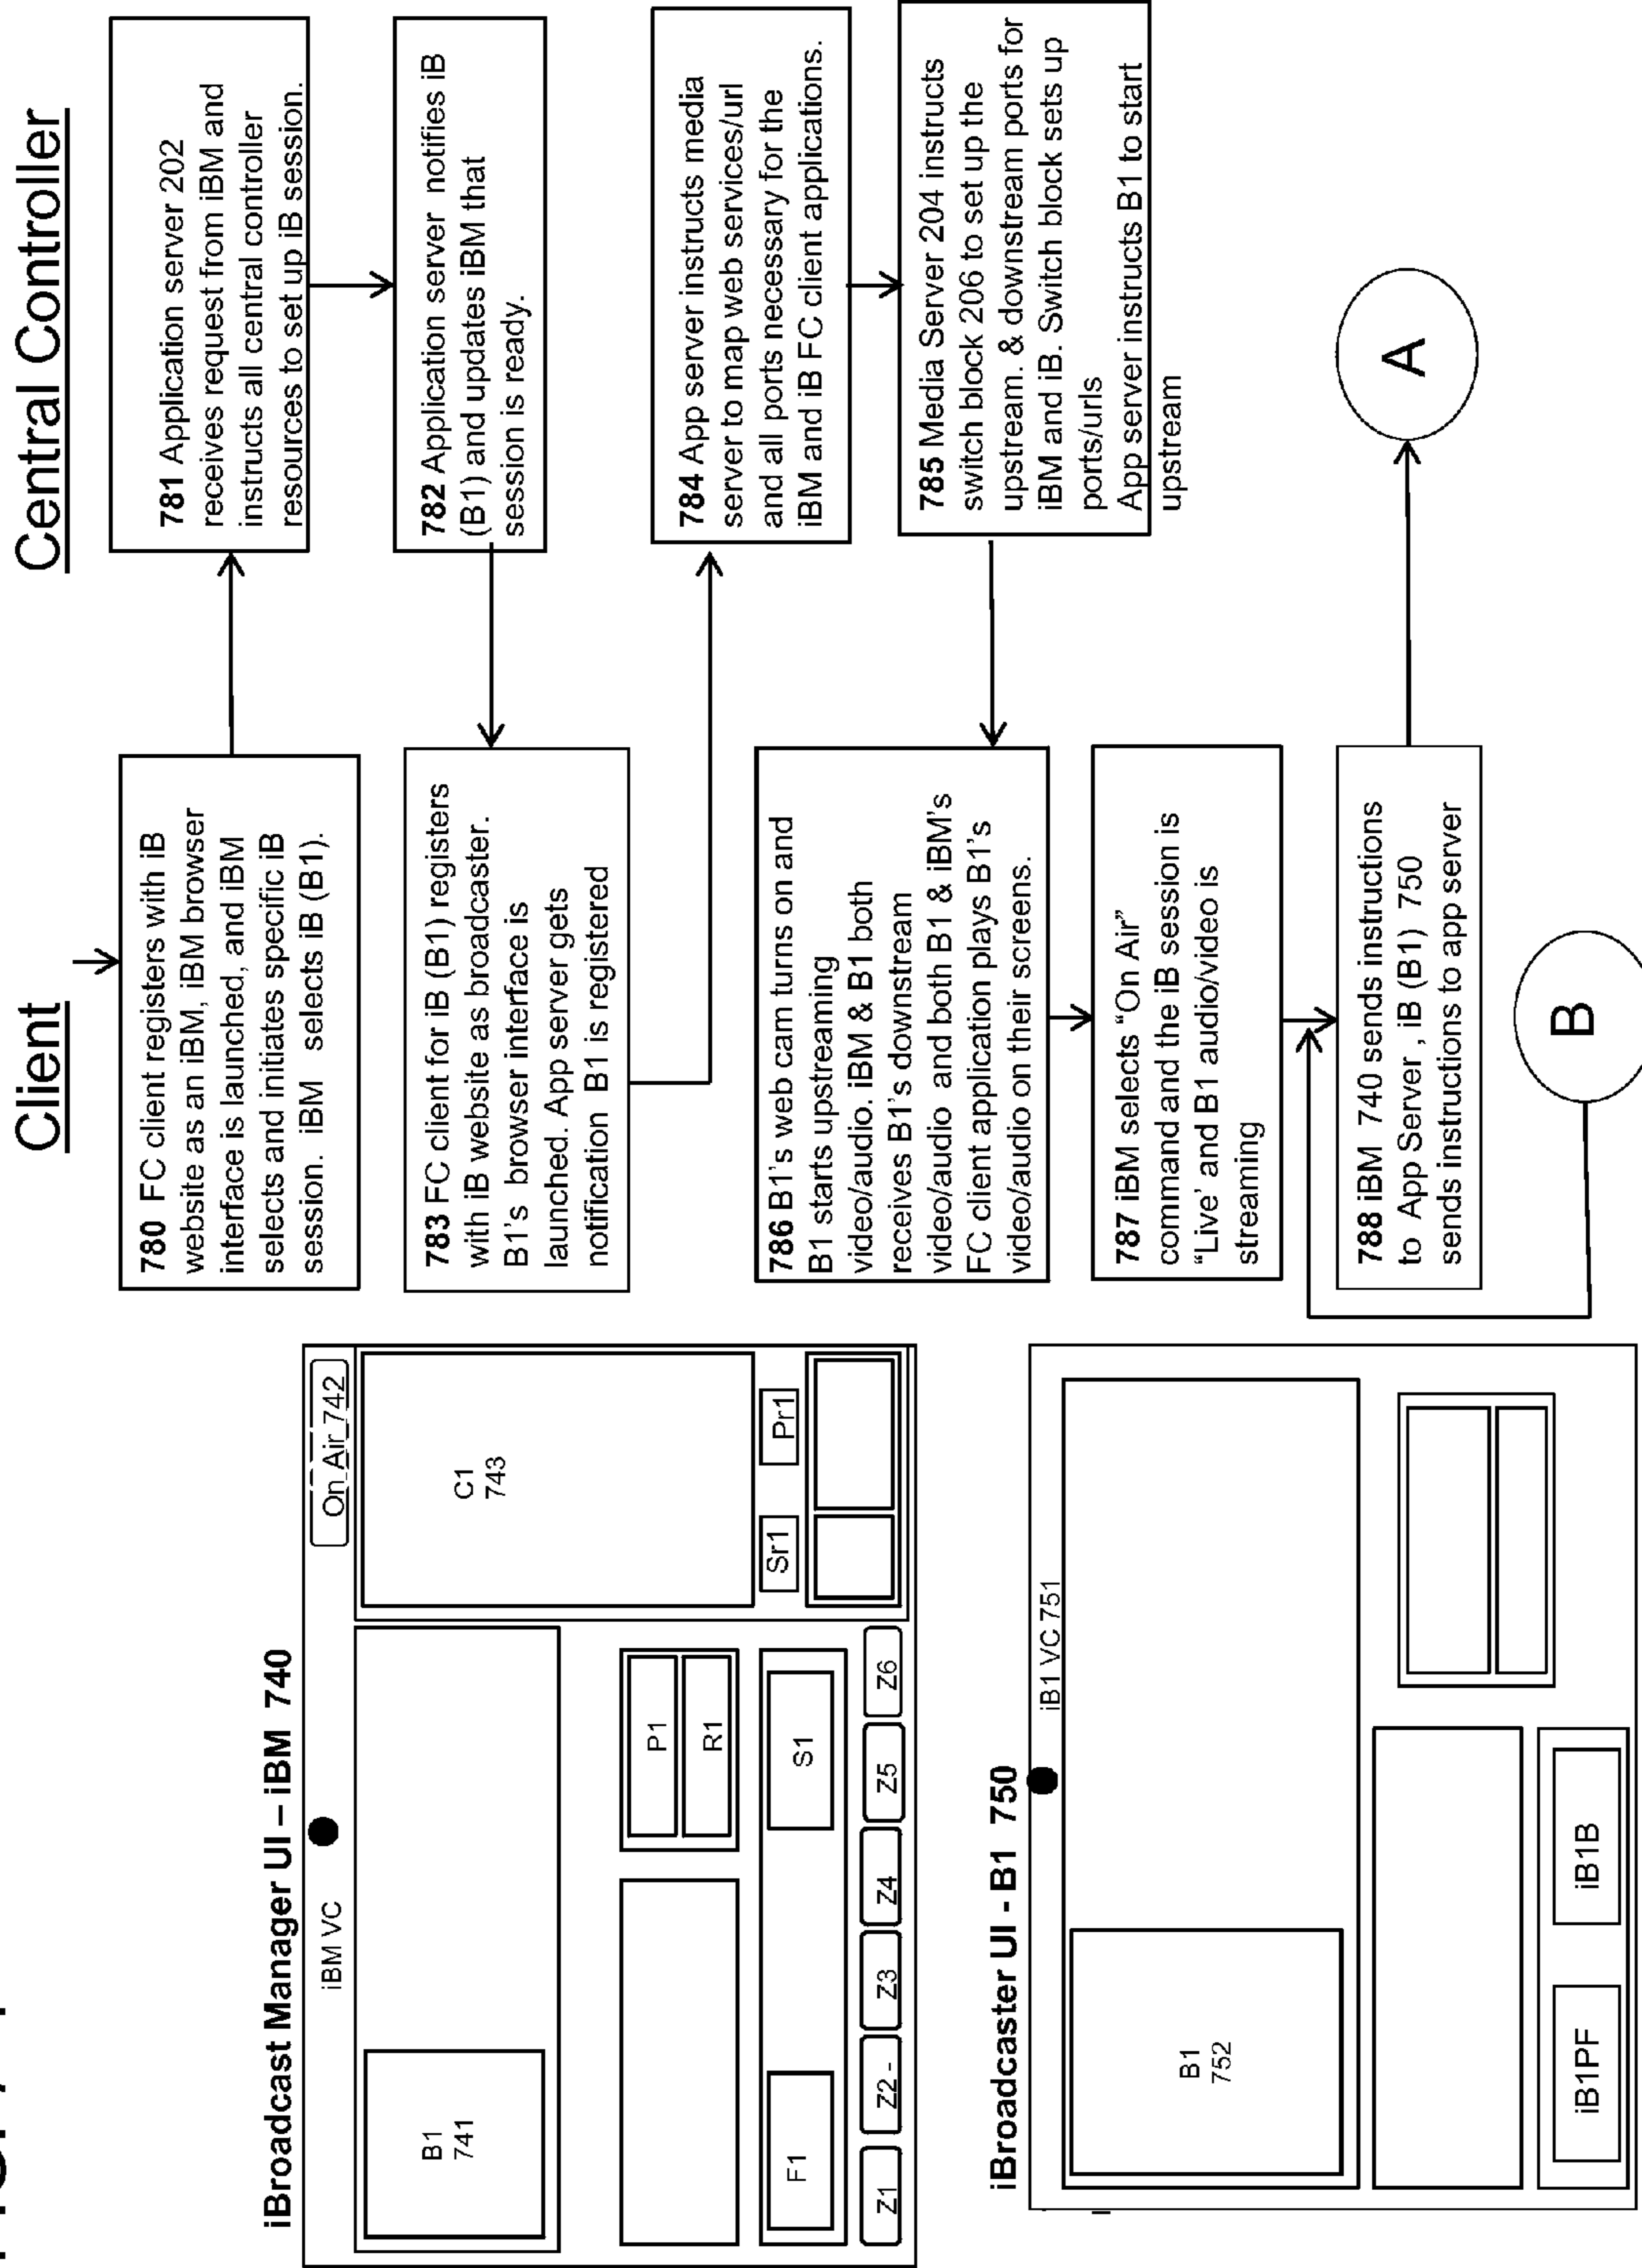 Client
Central Controller
iBroadcast Manager UI – iBM 740
iBM VC
On Air 742
B1
741
C1
743
P1
R1
Sr1
Pr1
F1
S1
Z1
Z2 -
Z3
Z4
Z5
Z6
iBroadcaster UI - B1 750
iB1 VC 751
B1
752
iB1PF
iB1B
780 FC client registers with iB
website as an iBM, iBM browser
interface is launched, and iBM
selects and initiates specific iB
session. iBM selects iB (B1).
781 Application server 202
receives request from iBM and
instructs all central controller
resources to set up iB session.
782 Application server notifies iB
(B1) and updates iBM that
session is ready.
783 FC client for iB (B1) registers
with iB website as broadcaster.
B1's browser interface is
launched. App server gets
notification B1 is registered
784 App server instructs media
server to map web services/url
and all ports necessary for the
iBM and iB FC client applications.
785 Media Server 204 instructs
switch block 206 to set up the
upstream. & downstream ports for
iBM and iB. Switch block sets up
ports/urls
App server instructs B1 to start
upstream
786 B1's web cam turns on and
B1 starts upstreaming
video/audio. iBM & B1 both
receives B1's downstream
video/audio and both B1 & iBM's
FC client application plays B1's
video/audio on their screens.
787 iBM selects "On Air"
command and the iB session is
"Live' and B1 audio/video is
streaming
788 iBM 740 sends instructions
to App Server , iB (B1) 750
sends instructions to app server
A
B